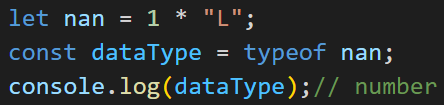 let nan = 1 * "L";
const dataType = typeof nan;
console.log(dataType);// number